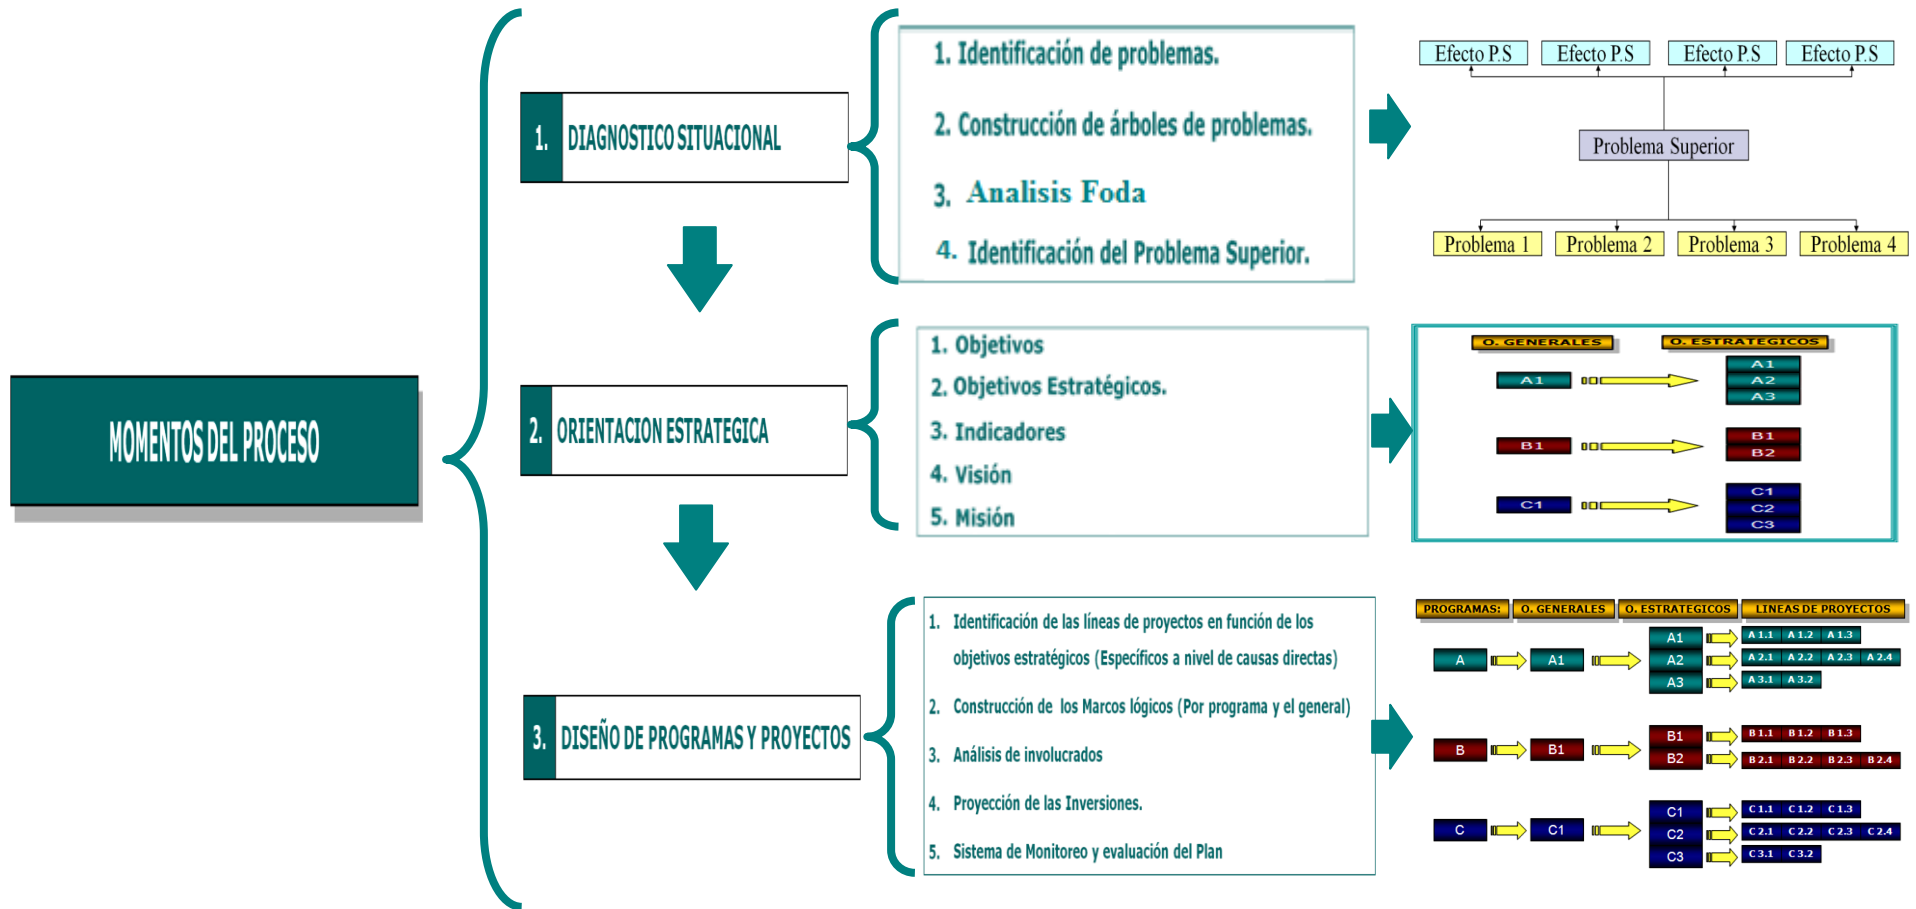 MOMENTOS DEL PROCESO
1. DIAGNOSTICO SITUACIONAL
1. Identificación de problemas.
2. Construcción de árboles de problemas.
3. Analisis Foda
4. Identificación del Problema Superior.
Efecto P.S Efecto P.S Efecto P.S Efecto P.S
Problema Superior
Problema 1 Problema 2 Problema 3 Problema 4
2. ORIENTACION ESTRATEGICA
1. Objetivos
2. Objetivos Estratégicos.
3. Indicadores
4. Visión
5. Misión
O. GENERALES O. ESTRATEGICOS
A1
A1
A2
A3
B1
B1
B2
C1
C1
C2
C3
3. DISEÑO DE PROGRAMAS Y PROYECTOS
1. Identificación de las líneas de proyectos en función de los
objetivos estratégicos (Específicos a nivel de causas directas)
2. Construcción de los Marcos lógicos (Por programa y el general)
3. Análisis de involucrados
4. Proyección de las Inversiones.
5. Sistema de Monitoreo y evaluación del Plan
PROGRAMAS: O. GENERALES O. ESTRATEGICOS LINEAS DE PROYECTOS
A1 A 1.1 A 1.2 A 1.3
A A1 A2 A 2.1 A 2.2 A 2.3 A 2.4
A3 A 3.1 A 3.2
B1 B 1.1 B 1.2 B 1.3
B B1
B2 B 2.1 B 2.2 B 2.3 B 2.4
C1 C 1.1 C 1.2 C 1.3
C C1 C2 C 2.1 C 2.2 C 2.3 C 2.4
C3 C 3.1 C 3.2